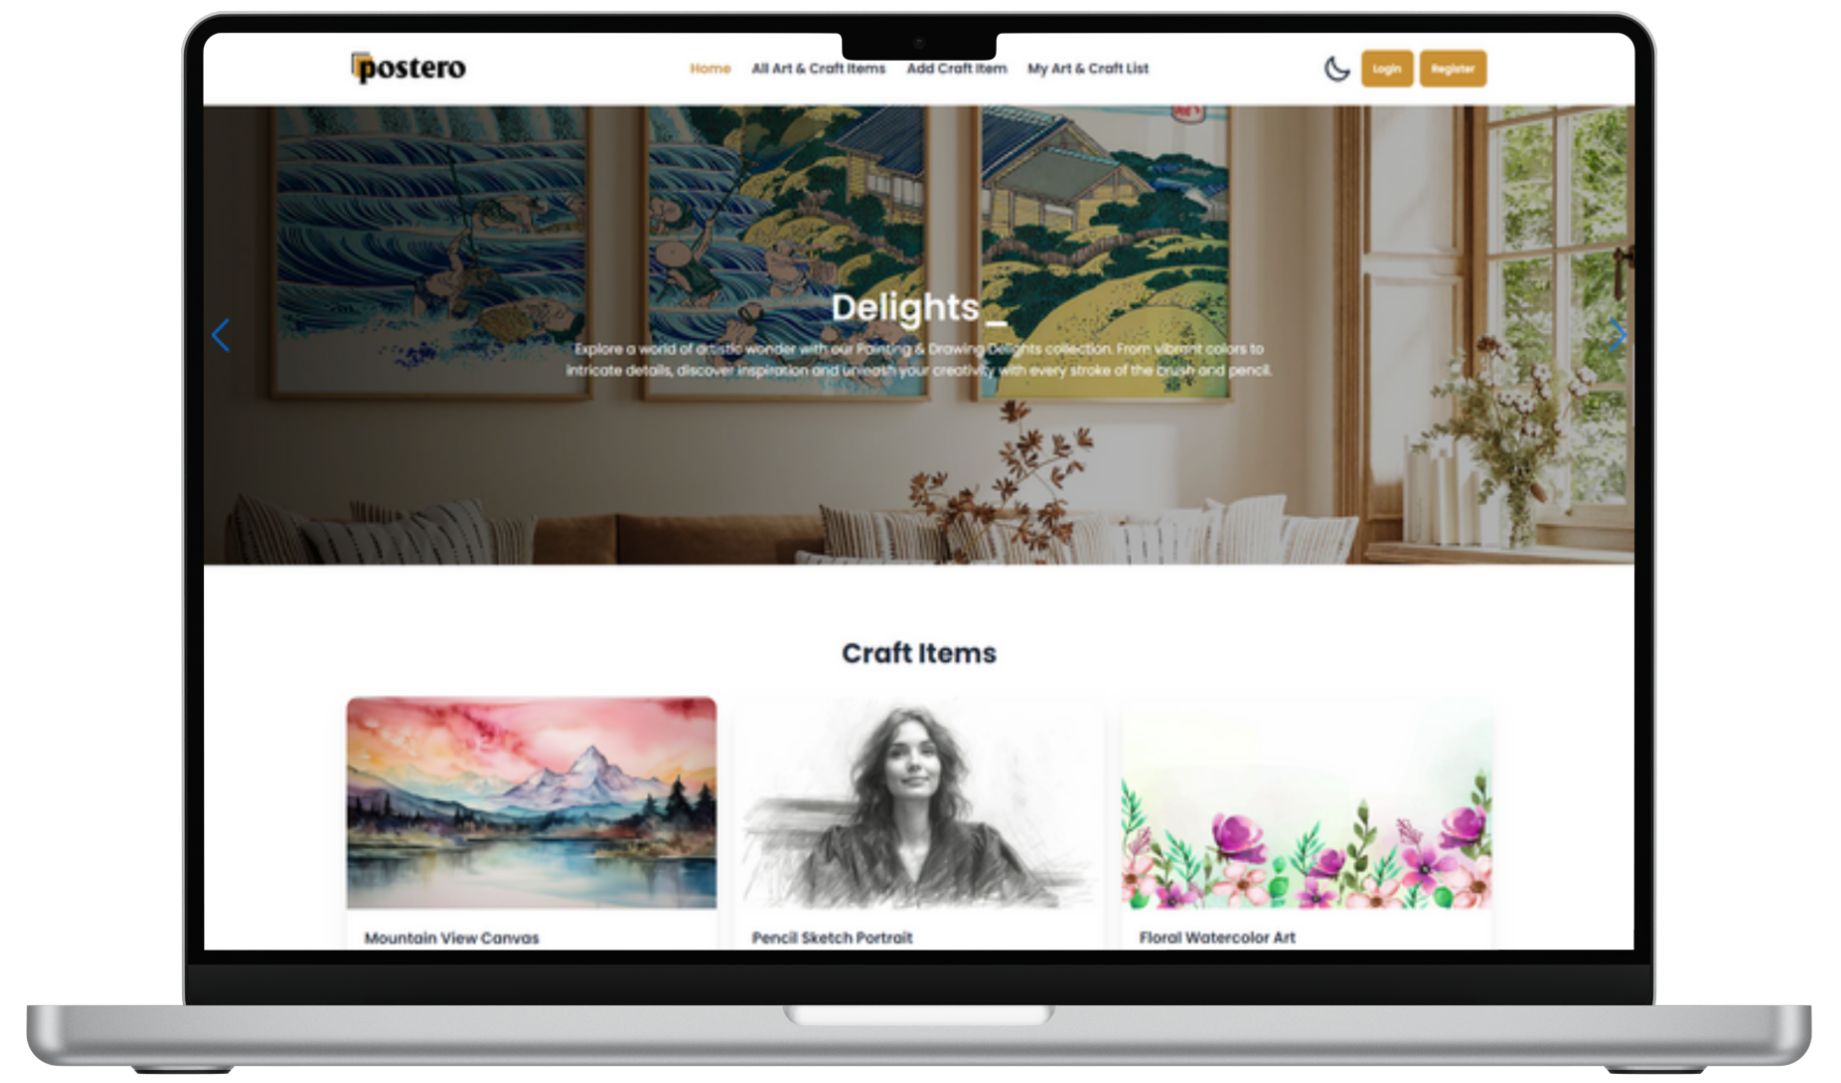 postero
Home All Art & Craft Items Add Craft Item My Art & Craft List
Login Register
Delights _
Explore a world of artistic wonder with our Painting & Drawing Delights collection. From vibrant colors to
intricate details, discover inspiration and unleash your creativity with every stroke of the brush and pencil.
Craft Items
Mountain View Canvas
Pencil Sketch Portrait
Floral Watercolor Art